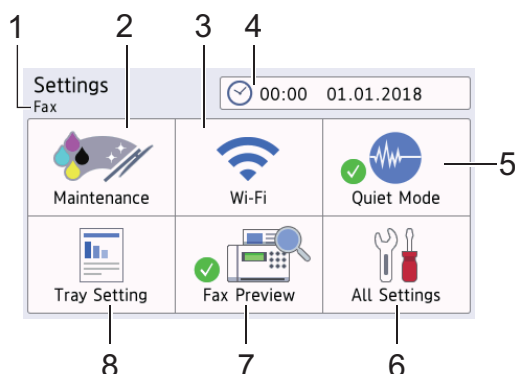 1 2 3 4
Settings
Fax
00:00 01.01.2018
Maintenance Wi-Fi Quiet Mode
5
Tray Setting Fax Preview All Settings
8 7 6